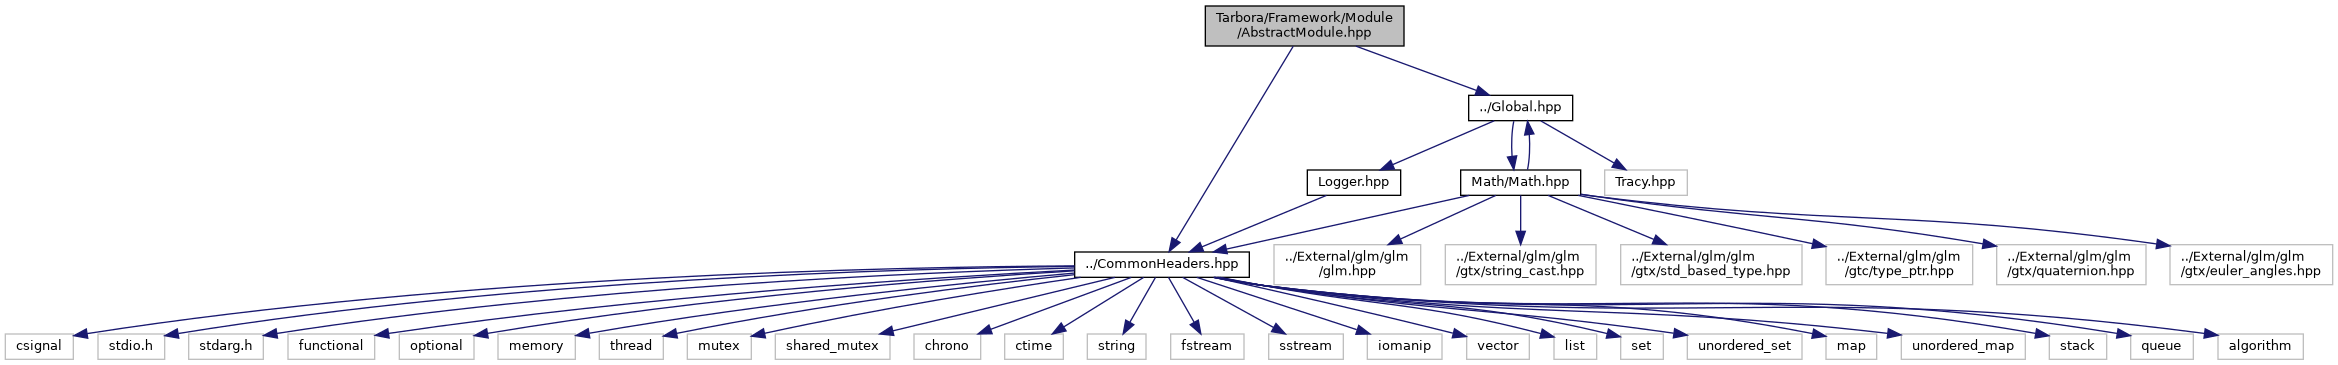 Tarbora/Framework/Module
/AbstractModule.hpp
../Global.hpp
Logger.hpp
Math/Math.hpp
Tracy.hpp
../CommonHeaders.hpp
../External/glm/glm
/glm.hpp
../External/glm/glm
/gtx/string_cast.hpp
../External/glm/glm
/gtx/std_based_type.hpp
../External/glm/glm
/gtc/type_ptr.hpp
../External/glm/glm
/gtx/quaternion.hpp
../External/glm/glm
/gtx/euler_angles.hpp
csignal
stdio.h
stdarg.h
functional
optional
memory
thread
mutex
shared_mutex
chrono
ctime
string
fstream
sstream
iomanip
vector
list
set
unordered_set
map
unordered_map
stack
queue
algorithm